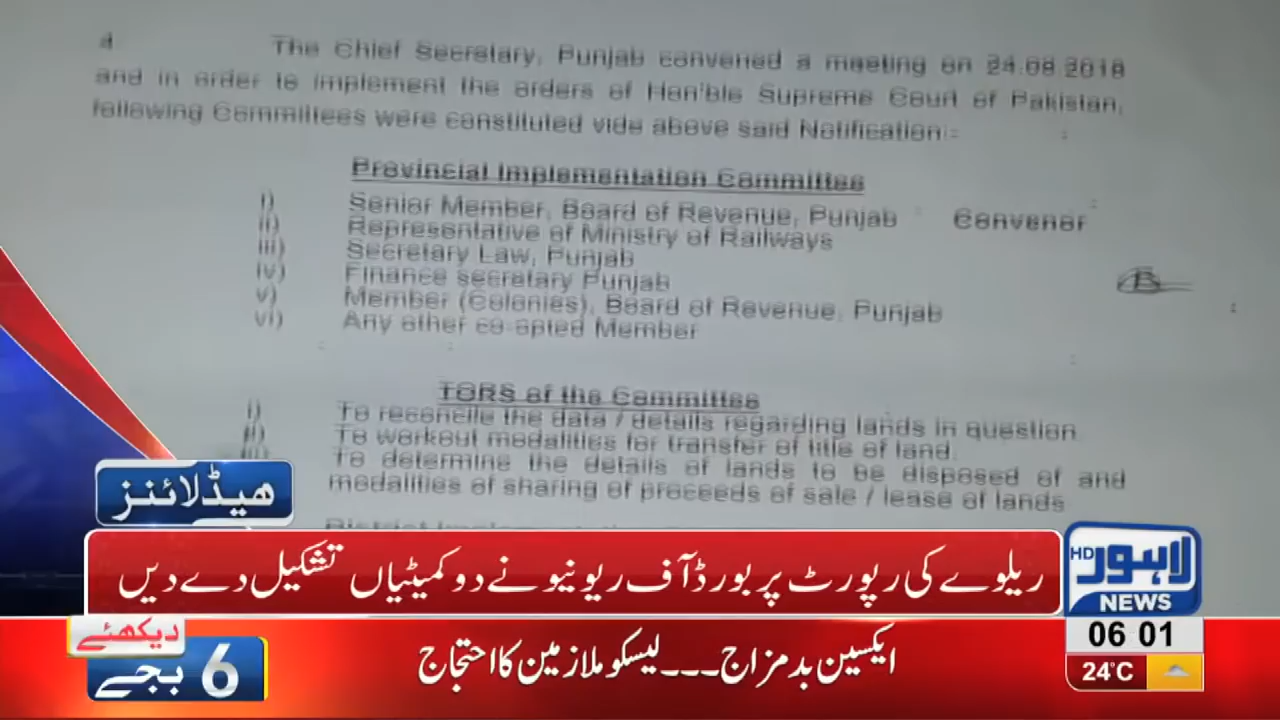 4 The Chief Secretary, Punjab convened a meeting on 24.08.2018
and in order to implement the orders of Hon'ble Supreme Court of Pakistan,
following Committees were constituted vide above said Notification:-
Provincial Implementation Committee
i) Senior Member, Board of Revenue, Punjab Convenor
ii) Representative of Ministry of Railways
iii) Secretary Law, Punjab
iv) Finance secretary Punjab
v) Member (Colonies), Board of Revenue, Punjab
vi) Any other co-opted Member
TORS of the Committee
i) To reconcile the data / details regarding lands in question
ii) To workout modalities for transfer of title of land.
To determine the details of lands to be disposed of and
modalities of sharing of proceeds of sale / lease of lands
ھیڈلائنز
ریلوے کی رپورٹ پر بورڈ آف ریونیو نے دو کمیٹیاں تشکیل دے دیں
HD لاہور
NEWS
دیکھئے
6 بجے
ایکسین بدمزاج۔۔۔لیسکو ملازمین کا احتجاج
06 01
24°C